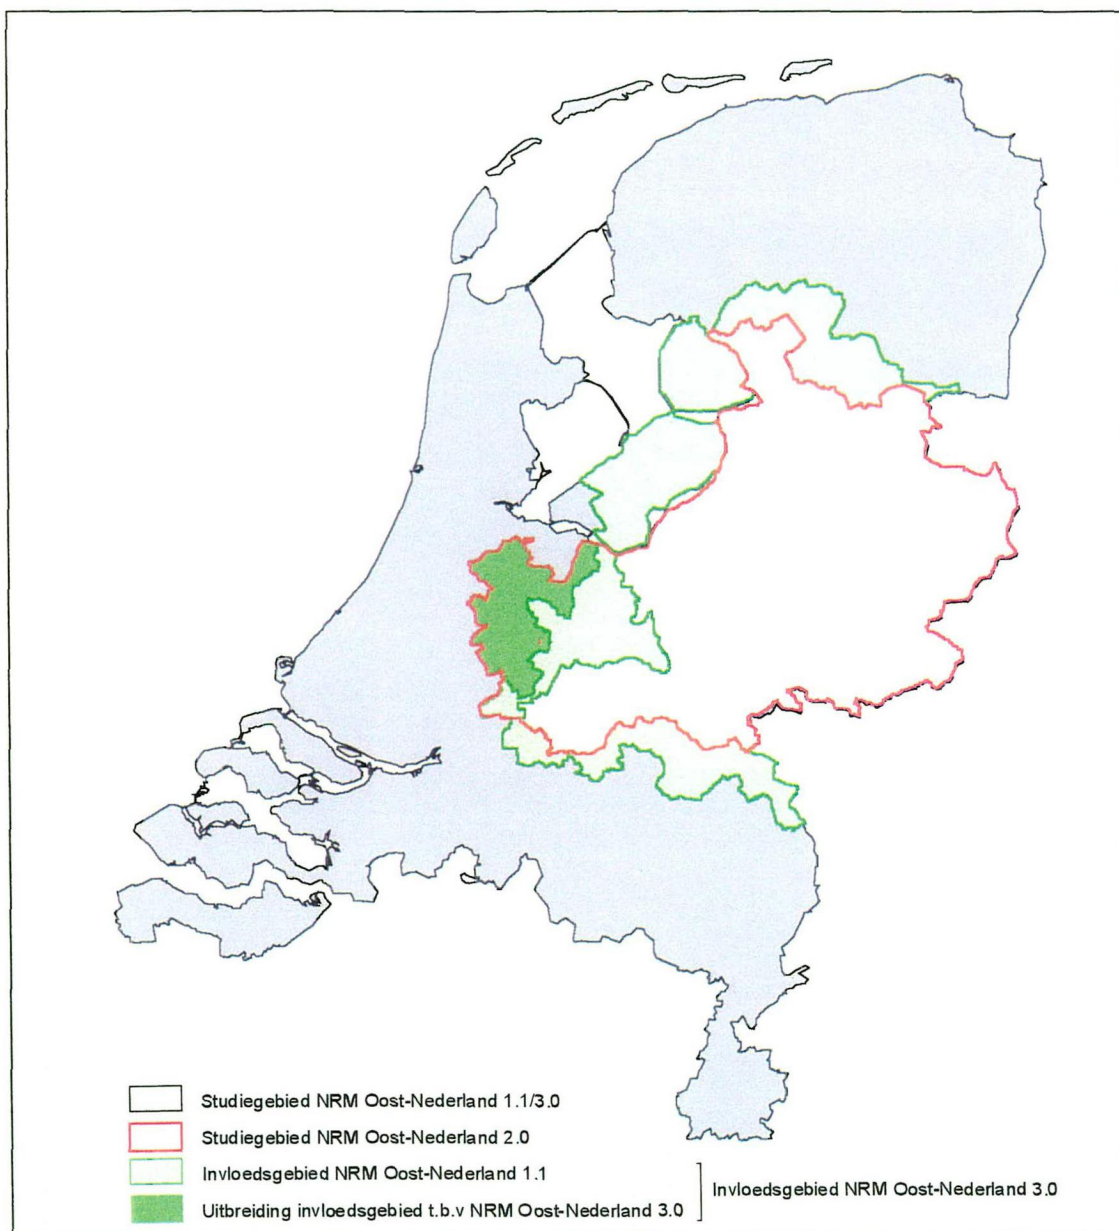 Studiegebied NRM Oost-Nederland 1.1/3.0
Studiegebied NRM Oost-Nederland 2.0
Invloedsgebied NRM Oost-Nederland 1.1
Uitbreiding invloedsgebied t.b.v NRM Oost-Nederland 3.0
Invloedsgebied NRM Oost-Nederland 3.0